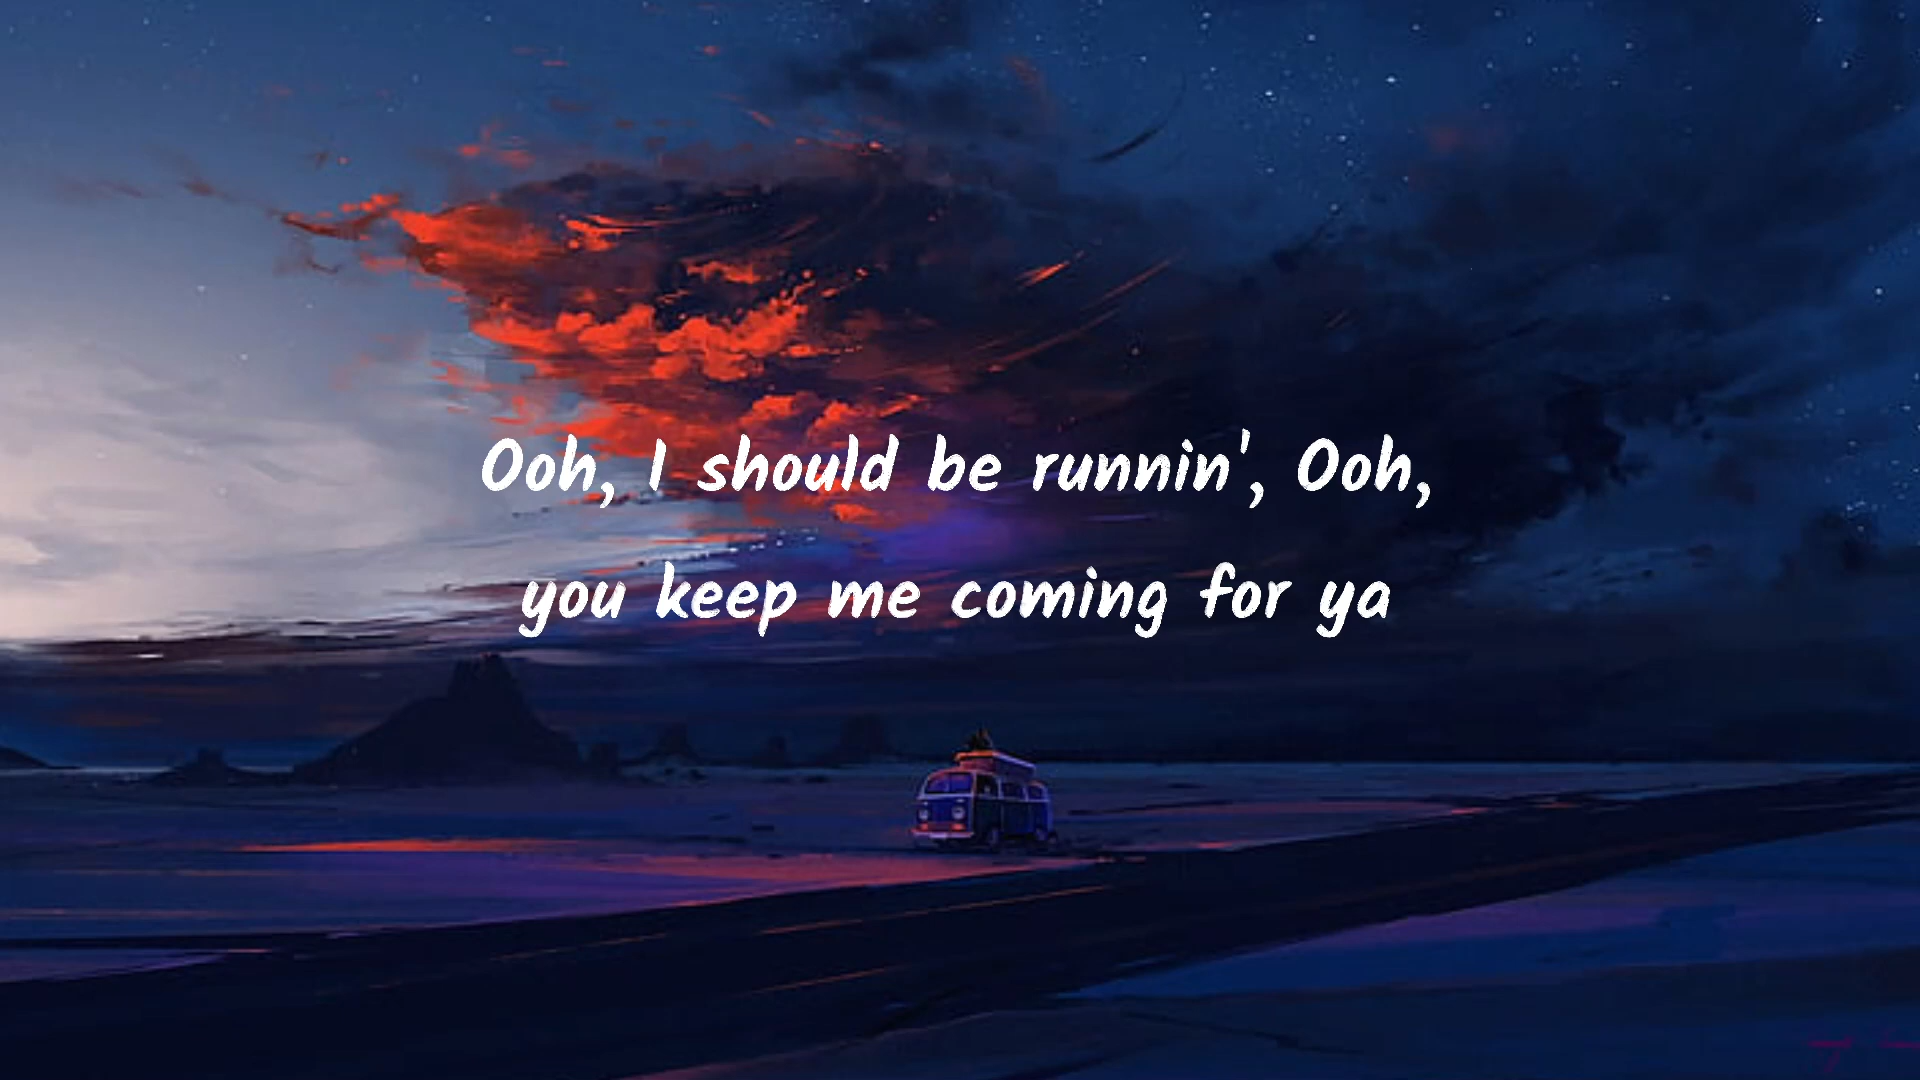 Ooh, I should be runnin', Ooh,
you keep me coming for ya